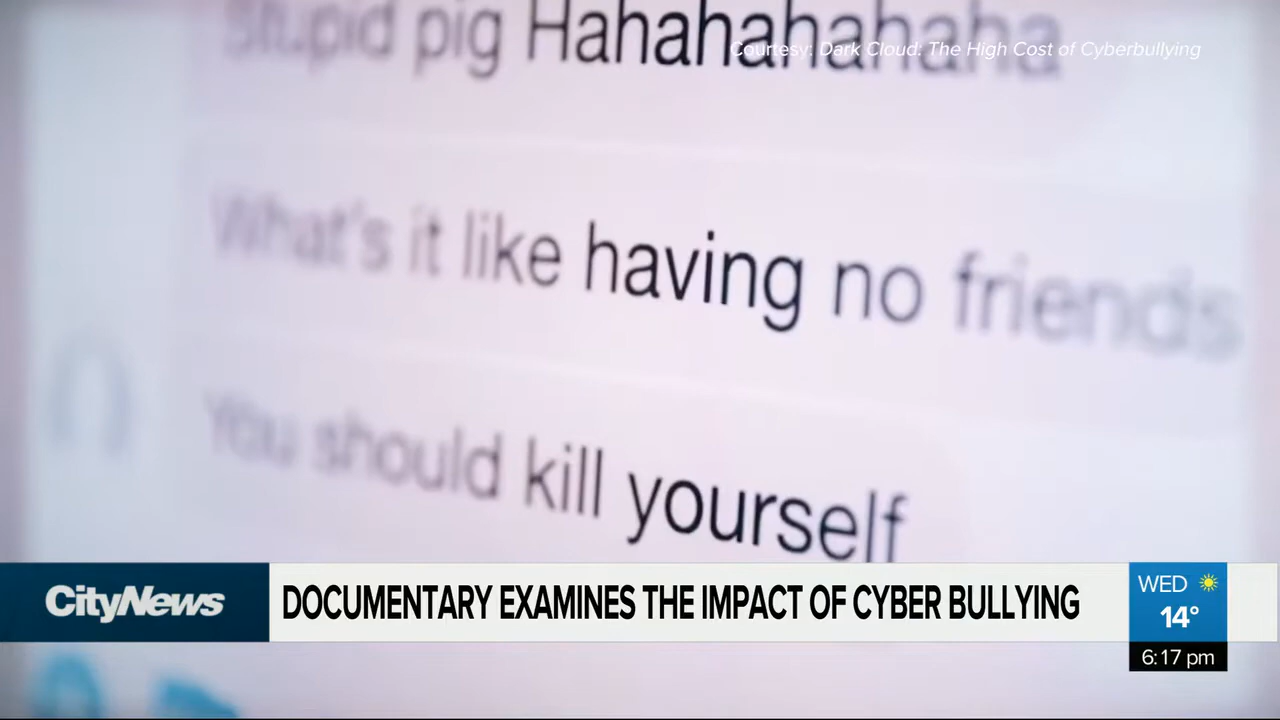 Stupid pig Hahahahahahaha
Courtesy: Dark Cloud: The High Cost of Cyberbullying
What's it like having no friends
You should kill yourself
CityNews
DOCUMENTARY EXAMINES THE IMPACT OF CYBER BULLYING
WED
14°
6:17 pm